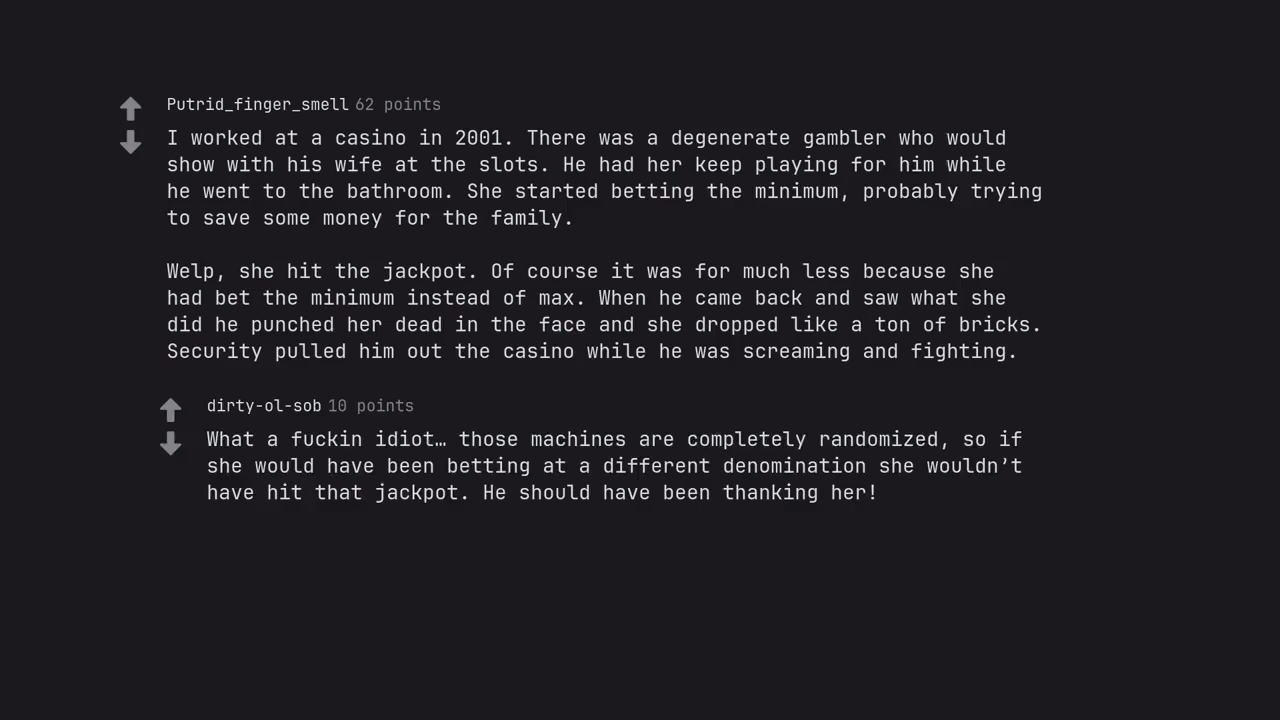 Putrid_finger_smell 62 points
I worked at a casino in 2001. There was a degenerate gambler who would
show with his wife at the slots. He had her keep playing for him while
he went to the bathroom. She started betting the minimum, probably trying
to save some money for the family.
Welp, she hit the jackpot. Of course it was for much less because she
had bet the minimum instead of max. When he came back and saw what she
did he punched her dead in the face and she dropped like a ton of bricks.
Security pulled him out the casino while he was screaming and fighting.
dirty-ol-sob 10 points
What a fuckin idiot… those machines are completely randomized, so if
she would have been betting at a different denomination she wouldn’t
have hit that jackpot. He should have been thanking her!